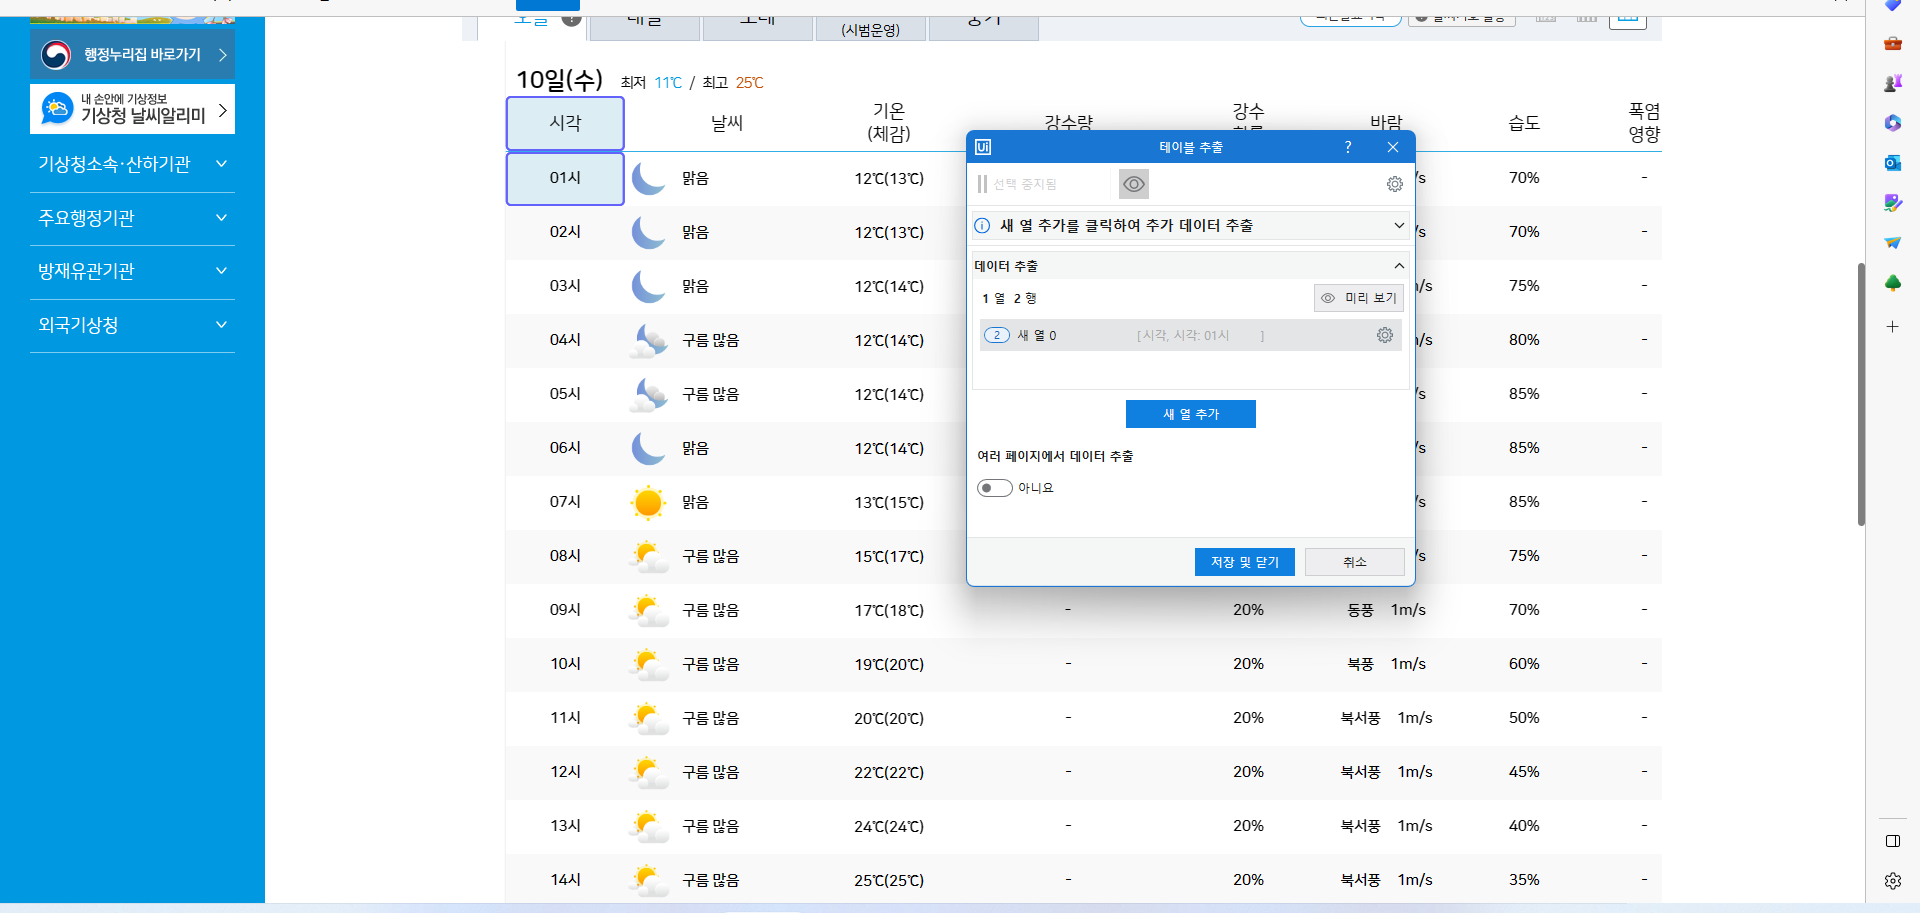 (시범운영)
행정누리집 바로가기
내 손안에 기상정보
기상청 날씨알리미
기상청소속·산하기관
주요행정기관
방재유관기관
외국기상청
10일(수) 최저 11℃ / 최고 25℃
시각 날씨 기온 (체감) 강수량 강수 바람 습도 폭염 영향
01시 맑음 12℃(13℃) 70% -
02시 맑음 12℃(13℃) 70% -
03시 맑음 12℃(14℃) 75% -
04시 구름 많음 12℃(14℃) 80% -
05시 구름 많음 12℃(14℃) 85% -
06시 맑음 12℃(14℃) 85% -
07시 맑음 13℃(15℃) 85% -
08시 구름 많음 15℃(17℃) 75% -
09시 구름 많음 17℃(18℃) - 20% 동풍 1m/s 70% -
10시 구름 많음 19℃(20℃) - 20% 북풍 1m/s 60% -
11시 구름 많음 20℃(20℃) - 20% 북서풍 1m/s 50% -
12시 구름 많음 22℃(22℃) - 20% 북서풍 1m/s 45% -
13시 구름 많음 24℃(24℃) - 20% 북서풍 1m/s 40% -
14시 구름 많음 25℃(25℃) - 20% 북서풍 1m/s 35% -
Ui 테이블 추출 ?
선택 중지됨
새 열 추가를 클릭하여 추가 데이터 추출
데이터 추출
1 열 2 행 미리 보기
2 새 열 0 [시각, 시각: 01시 ]
새 열 추가
여러 페이지에서 데이터 추출
아니요
저장 및 닫기 취소